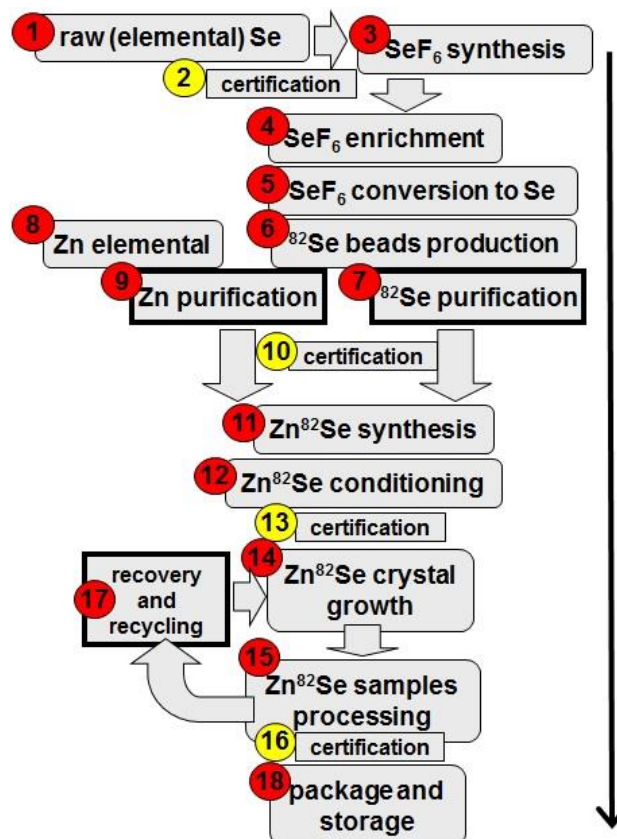 1 raw (elemental) Se
3 SeF₆ synthesis
2 certification
4 SeF₆ enrichment
5 SeF₆ conversion to Se
8 Zn elemental
6 ⁸²Se beads production
9 Zn purification
7 ⁸²Se purification
10 certification
11 Zn⁸²Se synthesis
12 Zn⁸²Se conditioning
13 certification
14 Zn⁸²Se crystal
growth
17 recovery
and
recycling
15 Zn⁸²Se samples
processing
16 certification
18 package and
storage